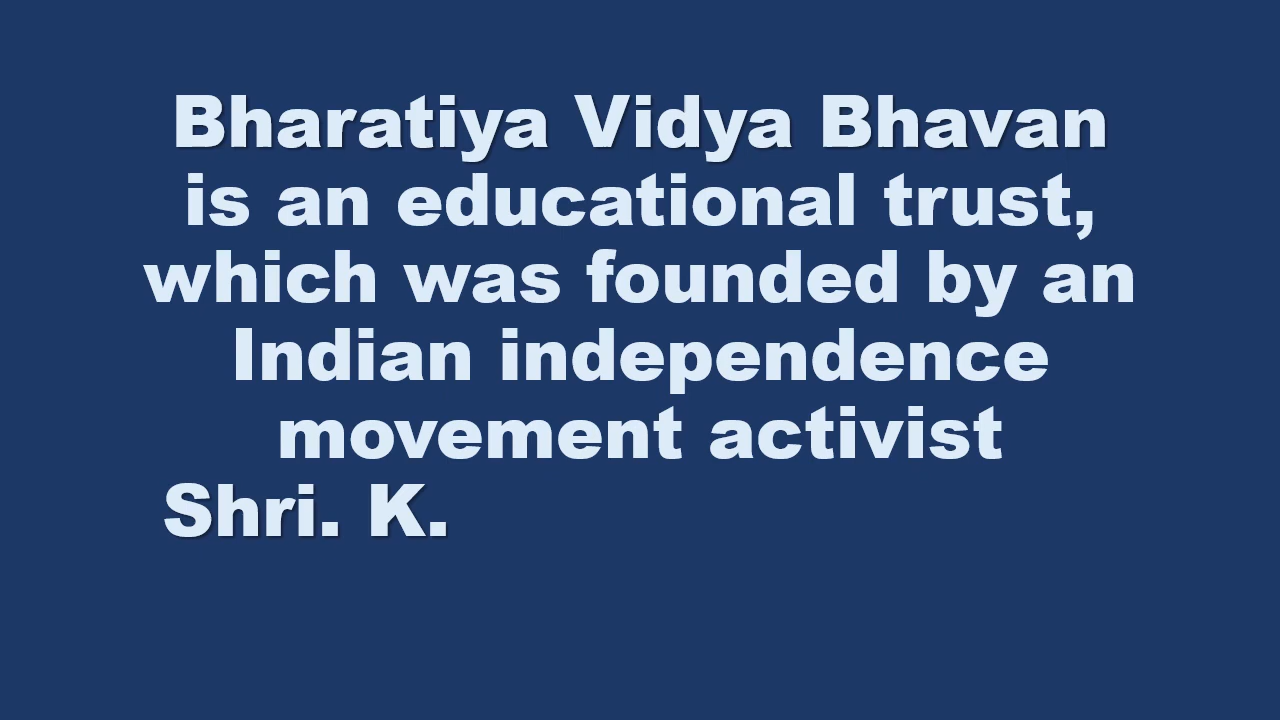 Bharatiya Vidya Bhavan
is an educational trust,
which was founded by an
Indian independence
movement activist
Shri. K.